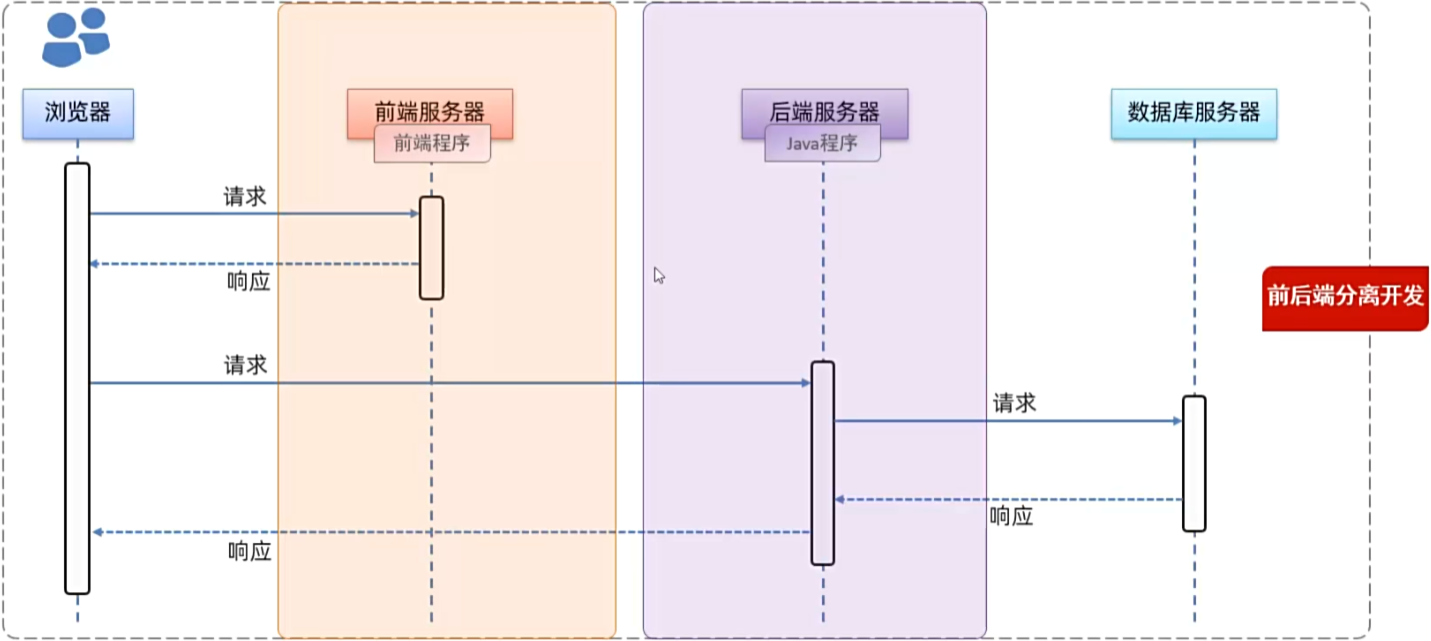 浏览器
前端服务器
前端程序
后端服务器
Java程序
数据库服务器
请求
响应
前后端分离开发
请求
请求
响应
响应